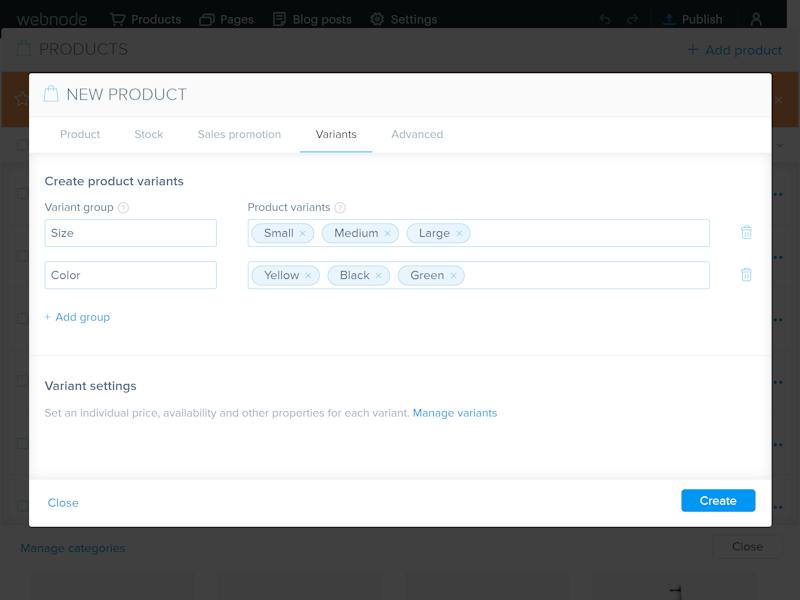 webnode Products Pages Blog posts Settings Publish
PRODUCTS + Add product
NEW PRODUCT
Product Stock Sales promotion Variants Advanced
Create product variants
Variant group ? Product variants ?
Size Small × Medium × Large ×
Color Yellow × Black × Green ×
+ Add group
Variant settings
Set an individual price, availability and other properties for each variant. Manage variants
Close Create
Manage categories Close